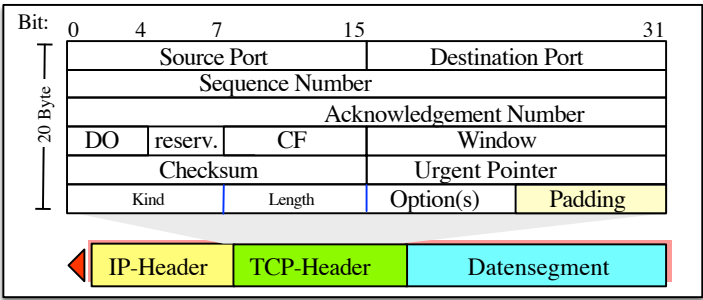 Bit: 0 4 7 15 31
Source Port Destination Port
Sequence Number
Acknowledgement Number
DO reserv. CF Window
Checksum Urgent Pointer
Kind Length Option(s) Padding
20 Byte
IP-Header TCP-Header Datensegment